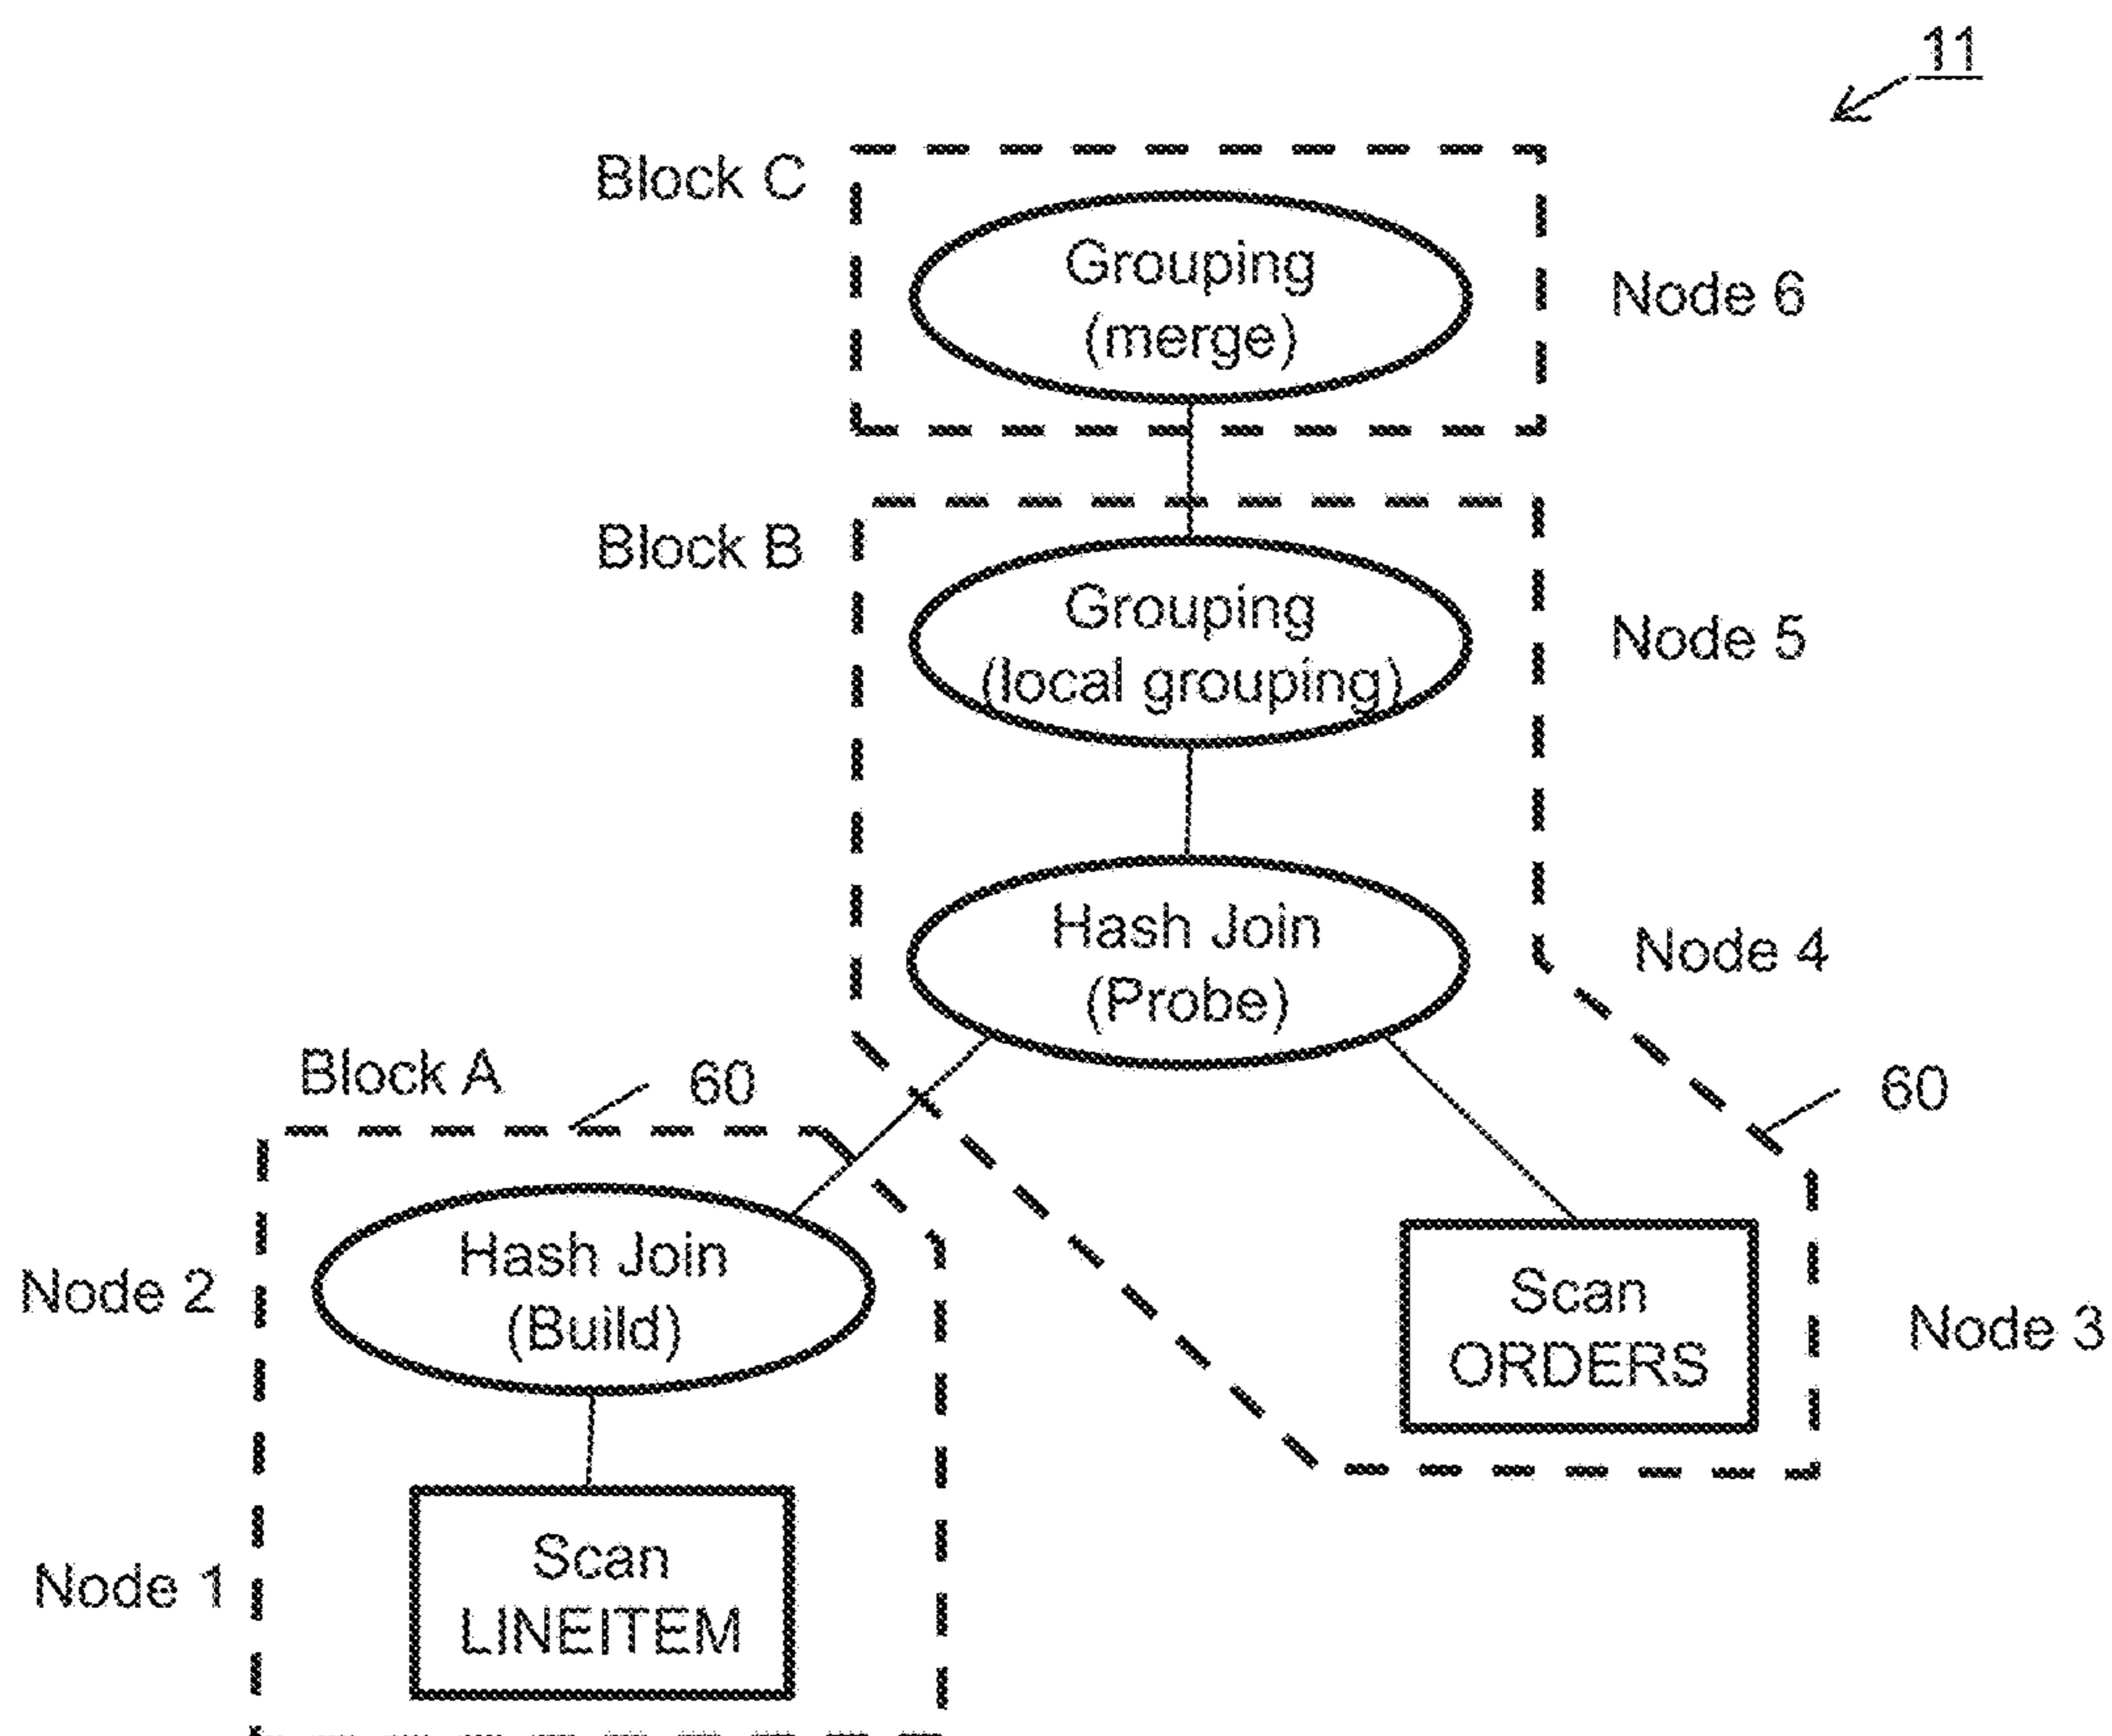 11
Block C
Grouping
(merge)
Node 6
Block B
Grouping
(local grouping)
Node 5
Hash Join
(Probe)
Node 4
Block A
60
60
Node 2
Hash Join
(Build)
Scan
ORDERS
Node 3
Node 1
Scan
LINEITEM